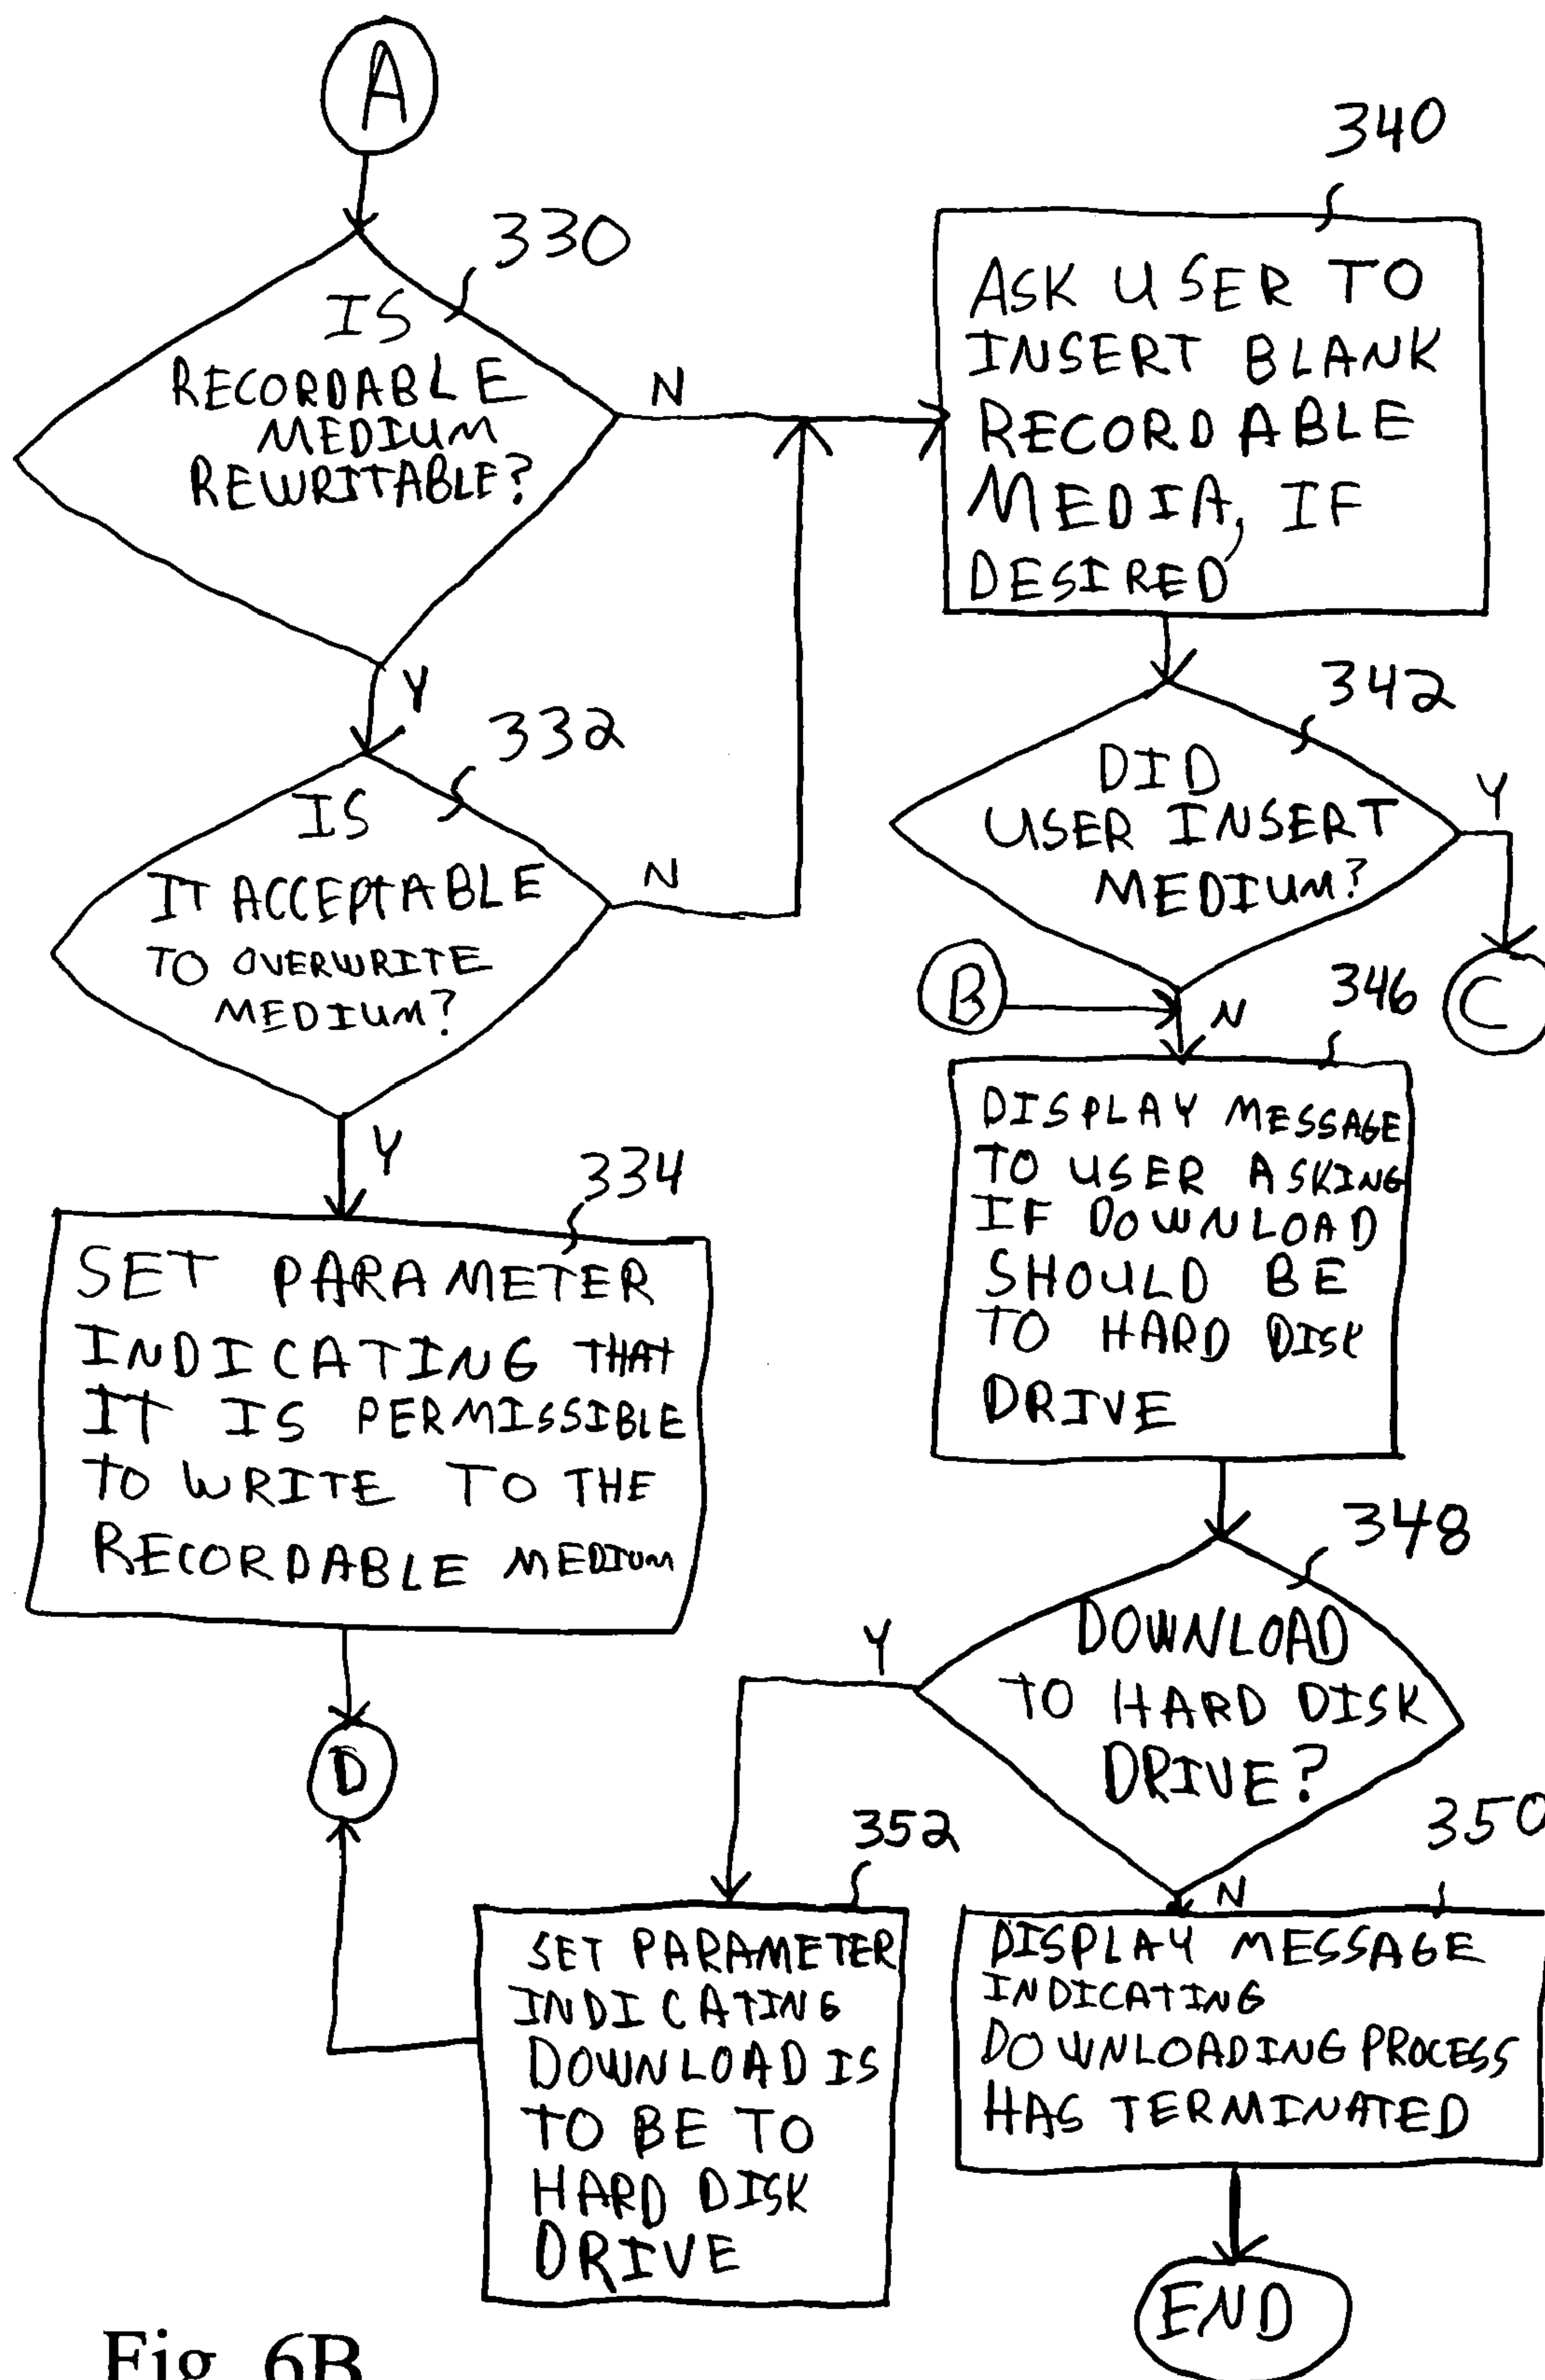 A
330
IS
RECORDABLE
MEDIUM
REWRITABLE?
N
Y
332
IS
IT ACCEPTABLE
TO OVERWRITE
MEDIUM?
N
Y
334
SET PARAMETER
INDICATING THAT
IT IS PERMISSIBLE
TO WRITE TO THE
RECORDABLE MEDIUM
D
340
ASK USER TO
INSERT BLANK
RECORDABLE
MEDIA, IF
DESIRED
342
DID
USER INSERT
MEDIUM?
Y
C
B
N
346
DISPLAY MESSAGE
TO USER ASKING
IF DOWNLOAD
SHOULD BE
TO HARD DISK
DRIVE
348
DOWNLOAD
TO HARD DISK
DRIVE?
Y
N
352
SET PARAMETER
INDICATING
DOWNLOAD IS
TO BE TO
HARD DISK
DRIVE
350
DISPLAY MESSAGE
INDICATING
DOWNLOADING PROCESS
HAS TERMINATED
END
Fig. 6B